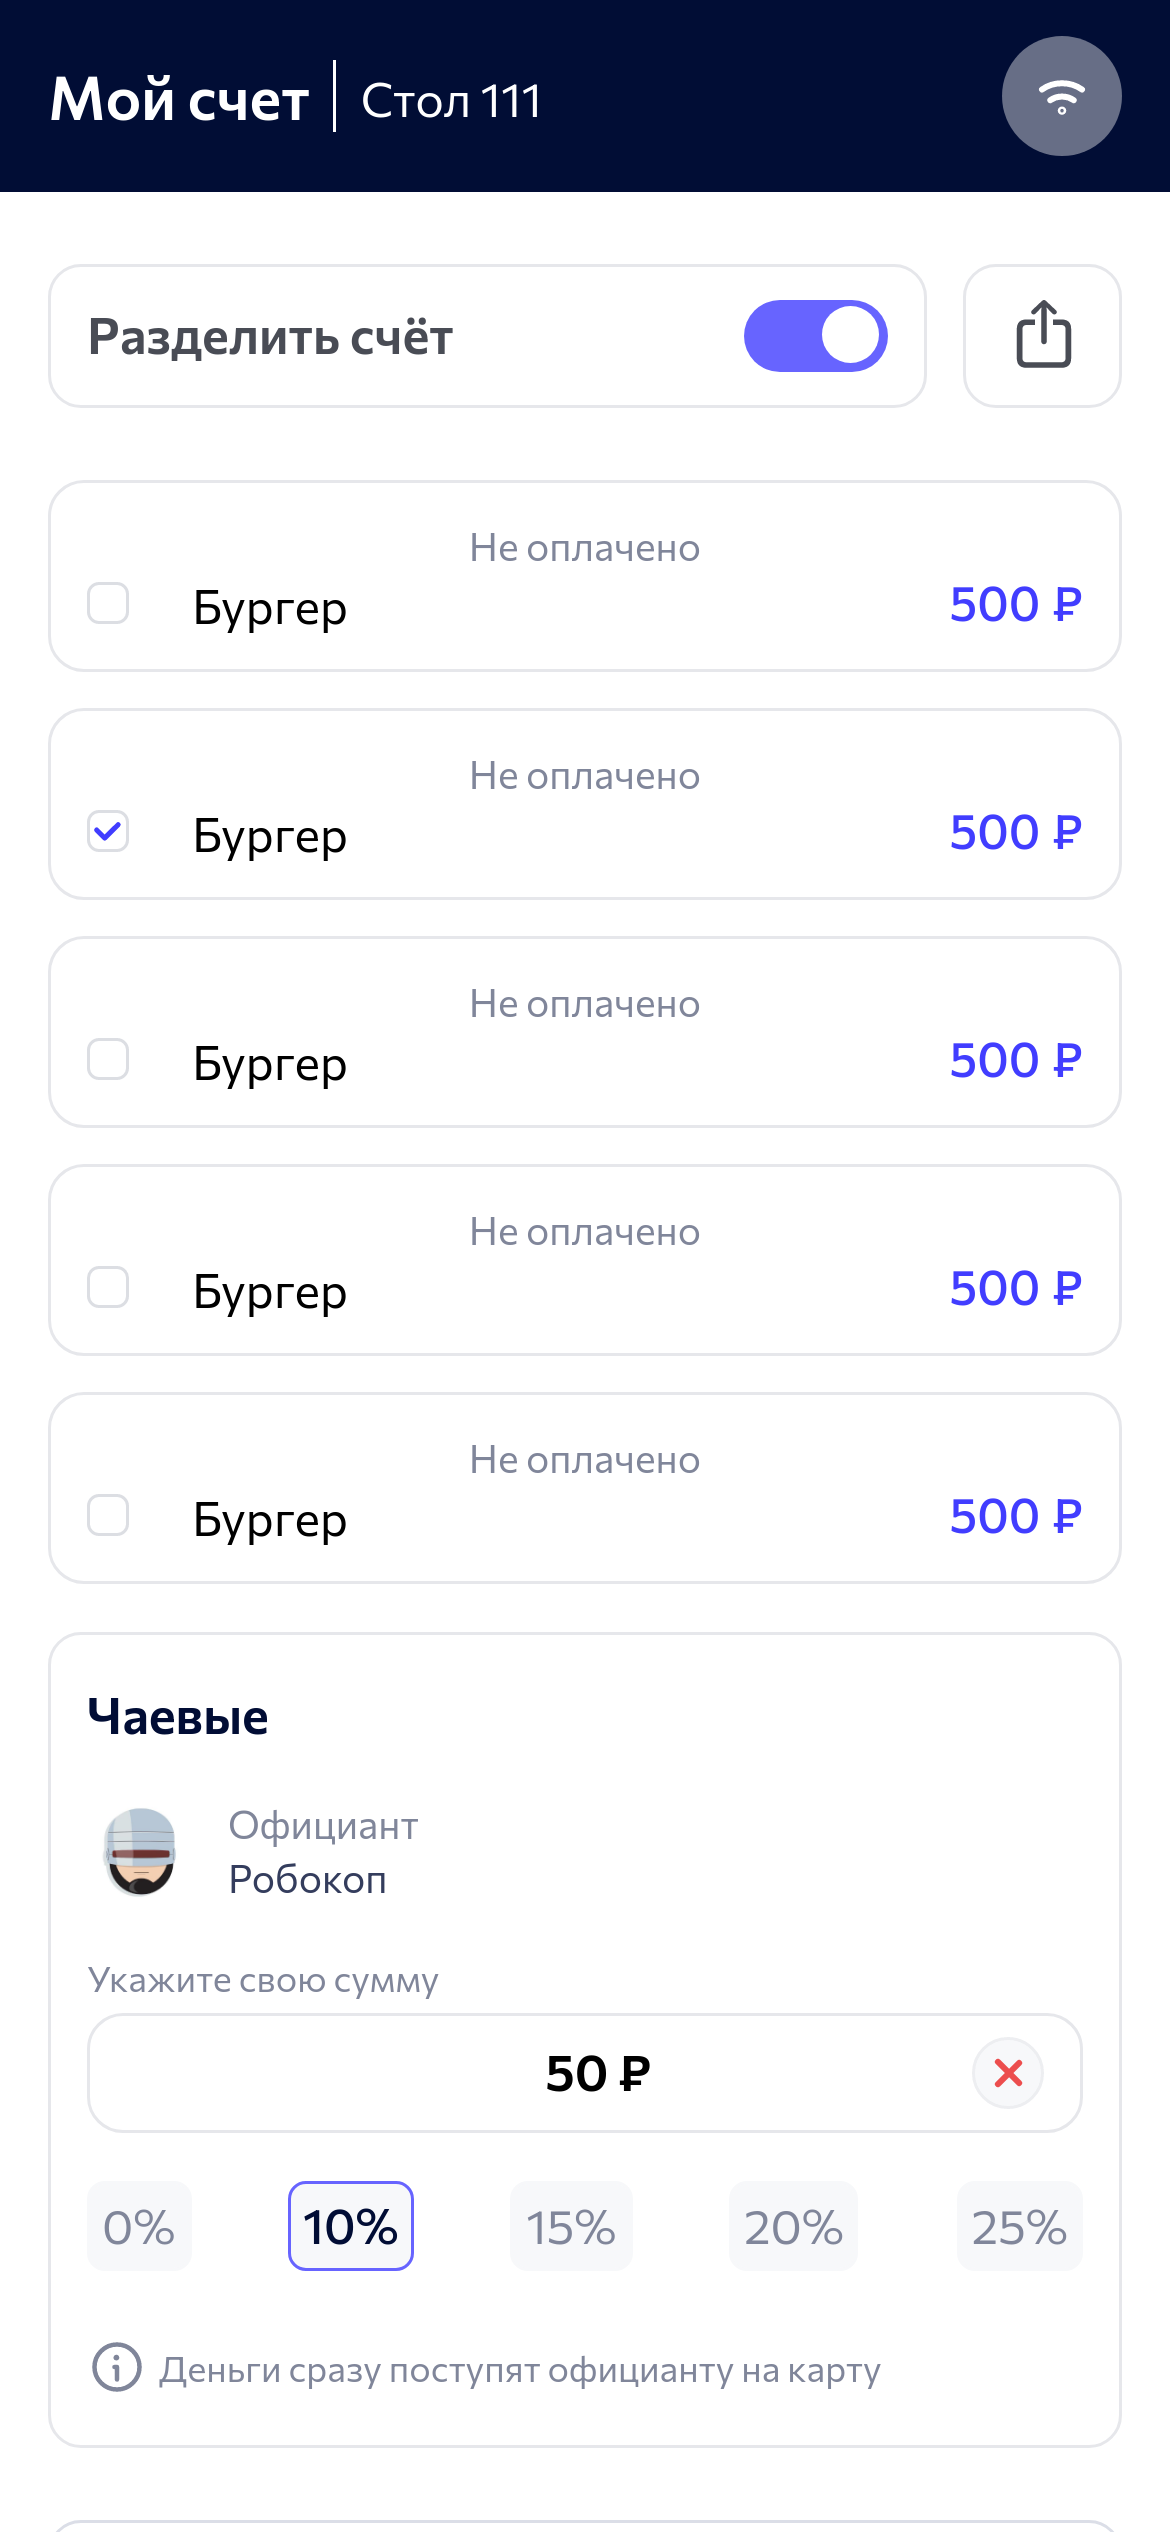 Мой счет
Стол 111
Разделить счёт
Не оплачено
Бургер
500 ₽
Не оплачено
Бургер
500 ₽
Не оплачено
Бургер
500 ₽
Не оплачено
Бургер
500 ₽
Не оплачено
Бургер
500 ₽
Чаевые
Официант
Робокоп
Укажите свою сумму
50 ₽
0% 10% 15% 20% 25%
Деньги сразу поступят официанту на карту